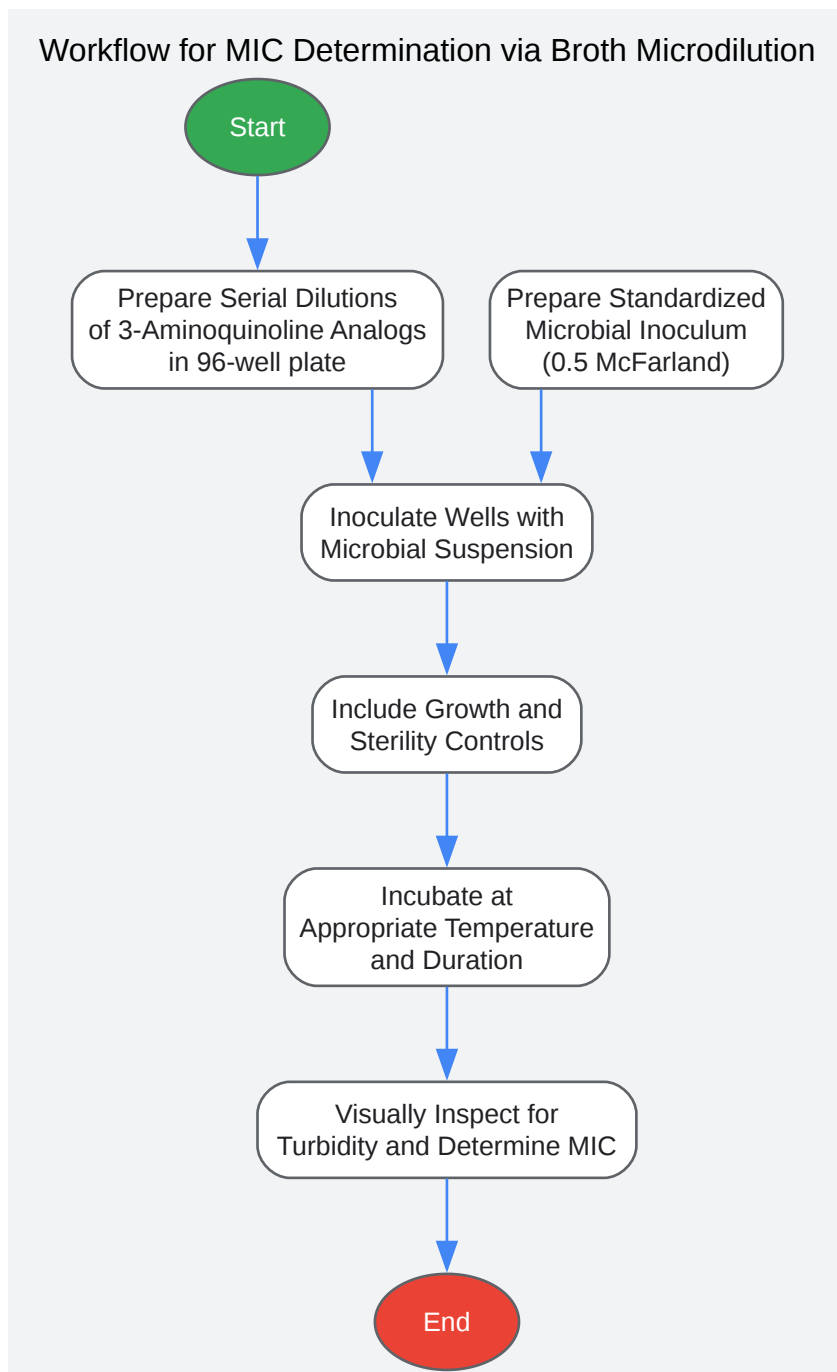 Workflow for MIC Determination via Broth Microdilution
Start
Prepare Serial Dilutions
of 3-Aminoquinoline Analogs
in 96-well plate
Prepare Standardized
Microbial Inoculum
(0.5 McFarland)
Inoculate Wells with
Microbial Suspension
Include Growth and
Sterility Controls
Incubate at
Appropriate Temperature
and Duration
Visually Inspect for
Turbidity and Determine MIC
End